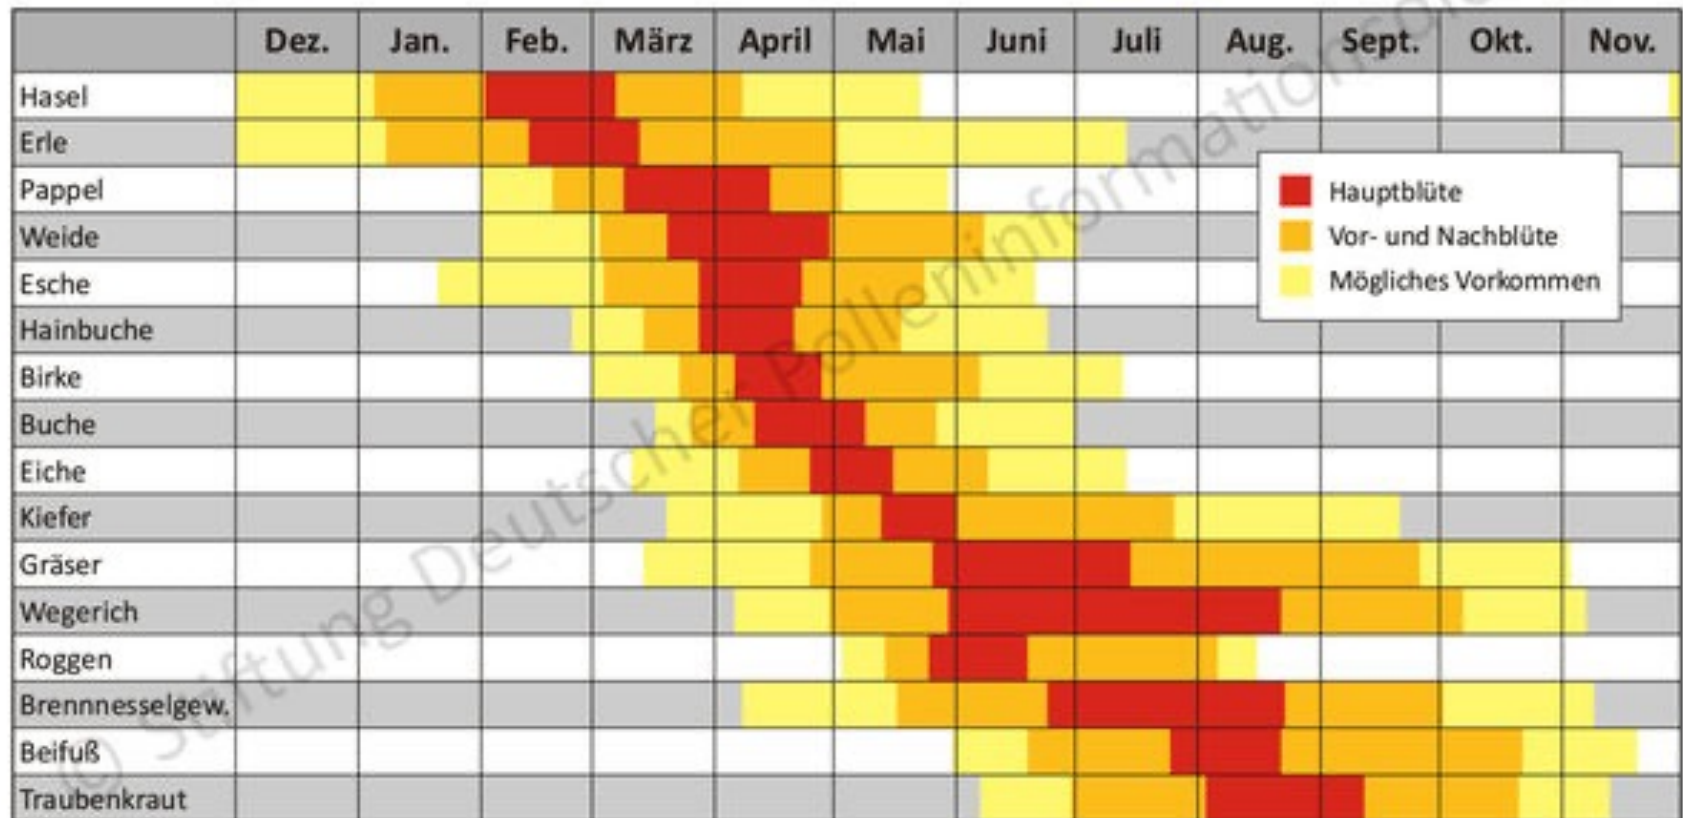 Dez. Jan. Feb. März April Mai Juni Juli Aug. Sept. Okt. Nov.
Hasel
Erle
Pappel
Hauptblüte
Weide
Vor- und Nachblüte
Esche
Mögliches Vorkommen
Hainbuche
Birke
Buche
Eiche
Kiefer
Gräser
Wegerich
Roggen
Brennnesselgew.
Beifuß
Traubenkraut
© Stiftung Deutscher Polleninformationsdienst